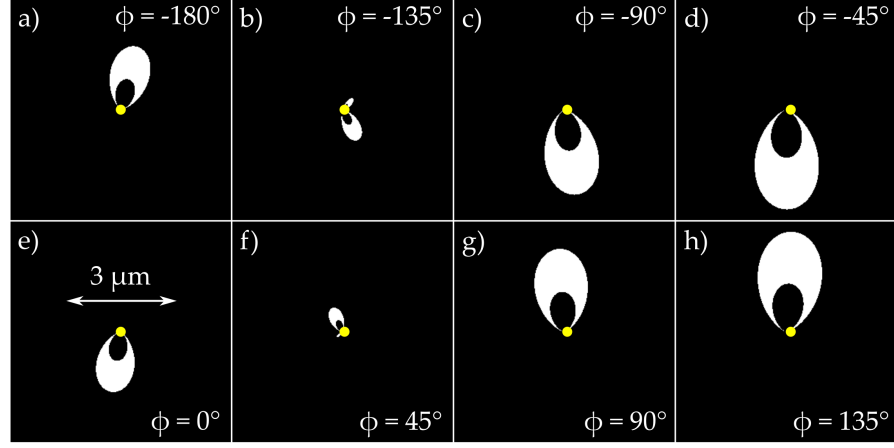 a) ϕ = -180°
b) ϕ = -135°
c) ϕ = -90°
d) ϕ = -45°
e)
3 μm
ϕ = 0°
f)
ϕ = 45°
g)
ϕ = 90°
h)
ϕ = 135°